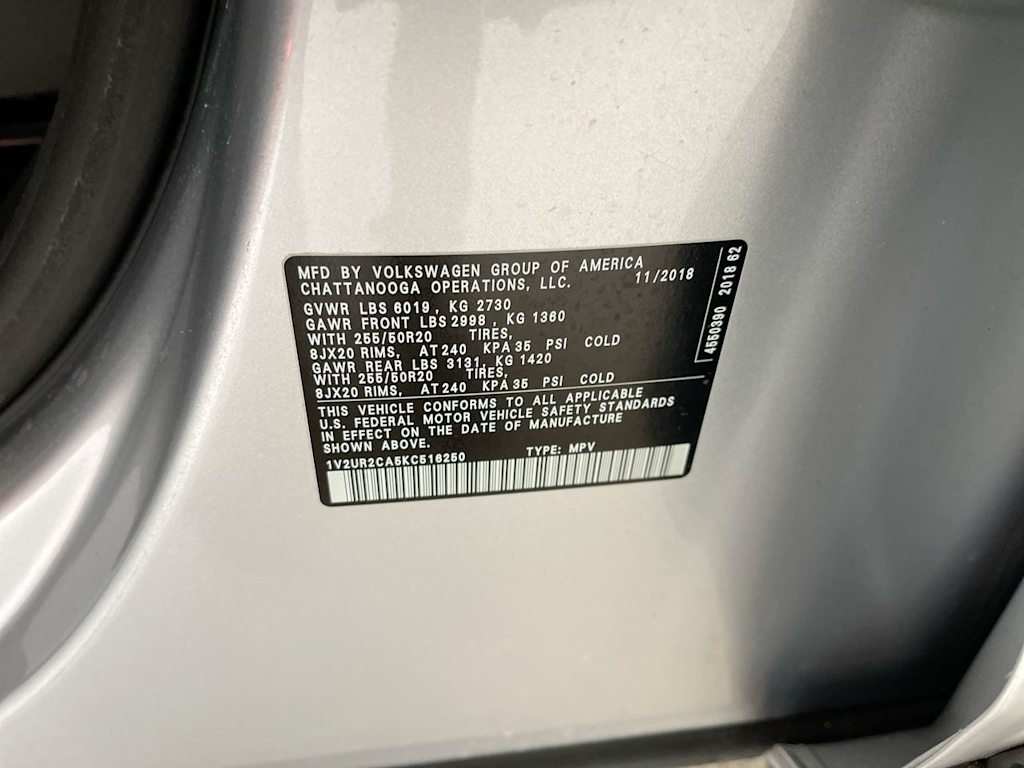 MFD BY VOLKSWAGEN GROUP OF AMERICA
CHATTANOOGA OPERATIONS, LLC. 11/2018
GVWR LBS 6019, KG 2730
GAWR FRONT LBS 2998, KG 1360
WITH 255/50R20 TIRES,
8JX20 RIMS, AT 240 KPA 35 PSI COLD
GAWR REAR LBS 3131, KG 1420
WITH 255/50R20 TIRES,
8JX20 RIMS, AT 240 KPA 35 PSI COLD
THIS VEHICLE CONFORMS TO ALL APPLICABLE
U.S. FEDERAL MOTOR VEHICLE SAFETY STANDARDS
IN EFFECT ON THE DATE OF MANUFACTURE
SHOWN ABOVE.
1V2UR2CA5KC516250 TYPE: MPV
4550390 2018 62